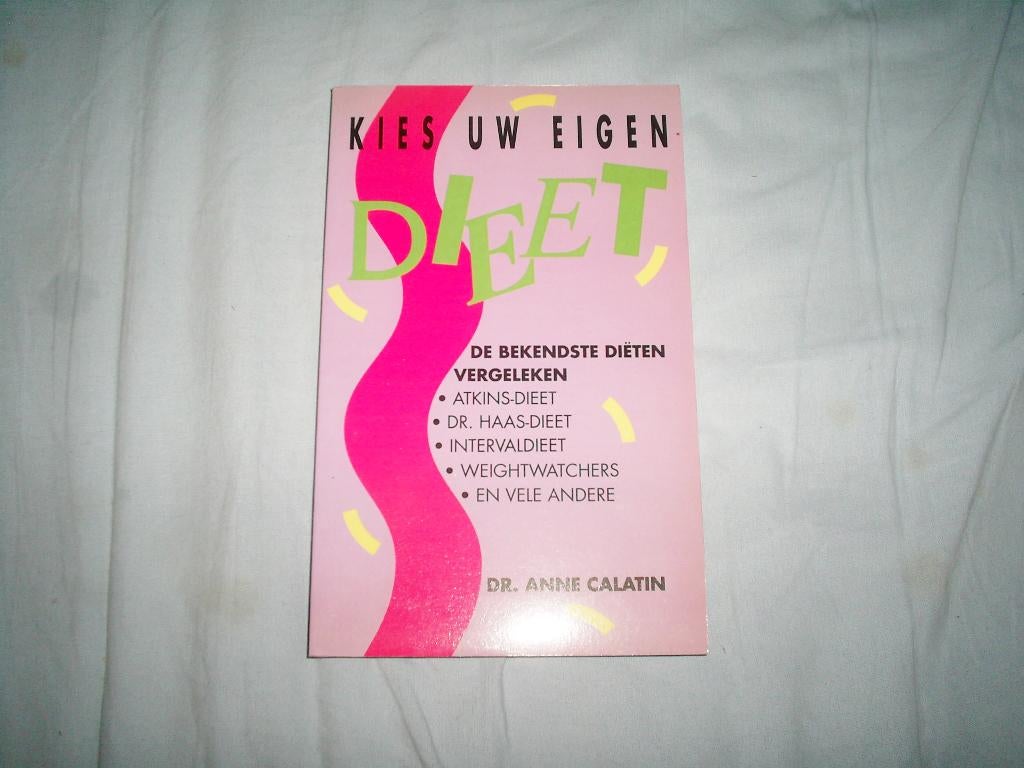 KIES UW EIGEN
DIEET
DE BEKENDSTE DIËTEN
VERGELEKEN
• ATKINS-DIEET
• DR. HAAS-DIEET
• INTERVALDIEET
• WEIGHTWATCHERS
• EN VELE ANDERE
DR. ANNE CALATIN